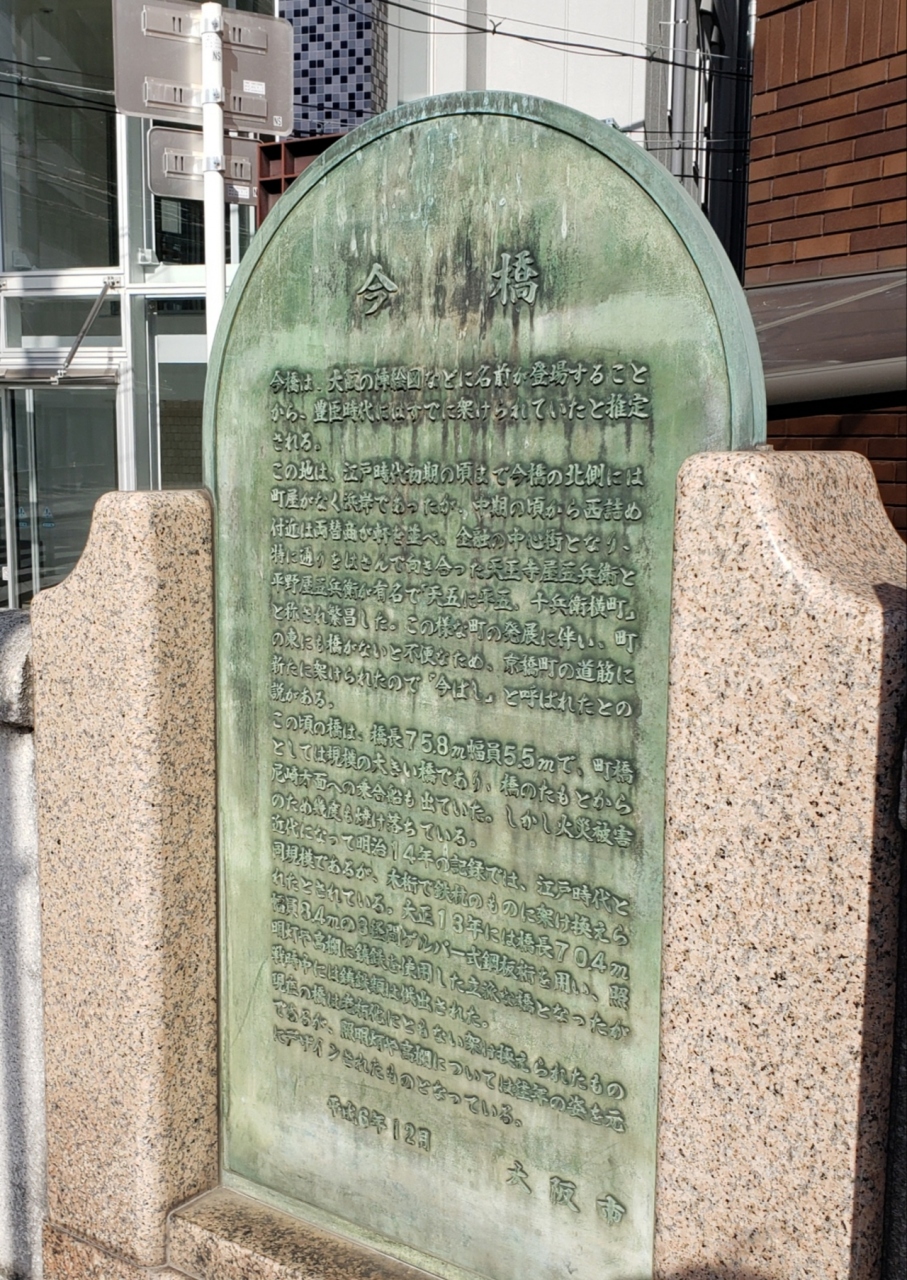 今橋
今橋は、大阪の陣絵図などに名前が登場すること
から、豊臣時代にはすでに架けられていたと推定
される。
この地は、江戸時代初期の頃まで今橋の北側には
町屋がなく浜岸であったが、中期の頃から西詰め
付近は両替商が軒を並べ、金融の中心街となり、
特に通りをはさんで向き合った天王寺屋五兵衛と
平野屋五兵衛が有名で「天五に平五、十兵衛横町」
と称され繁昌した。この様な町の発展に伴い、町
の東にも橋がないと不便なため、京橋町の道筋に
新たに架けられたので「今ばし」と呼ばれたとの
説がある。
この頃の橋は、橋長75.8m幅員5.5mで、町橋
としては規模の大きい橋であり、橋のたもとから
尼崎方面への乗合船も出ていた。しかし火災被害
のため幾度も焼け落ちている。
近代になって明治14年の記録では、江戸時代と
同規模であるが、木桁で鉄杭のものに架け換えら
れたとされている。大正13年には橋長70.4m
幅員8.4mの3径間ゲルバー式鋼板桁を用い、照
明灯や高欄に鋳鉄を使用した立派な橋となったが
戦時中には鋳鉄類は供出された。
現在の橋は老朽化にともない架け換えられたもの
であるが、照明灯や高欄については往年の姿を元
にデザインされたものとなっている。
平成6年12月
大阪市